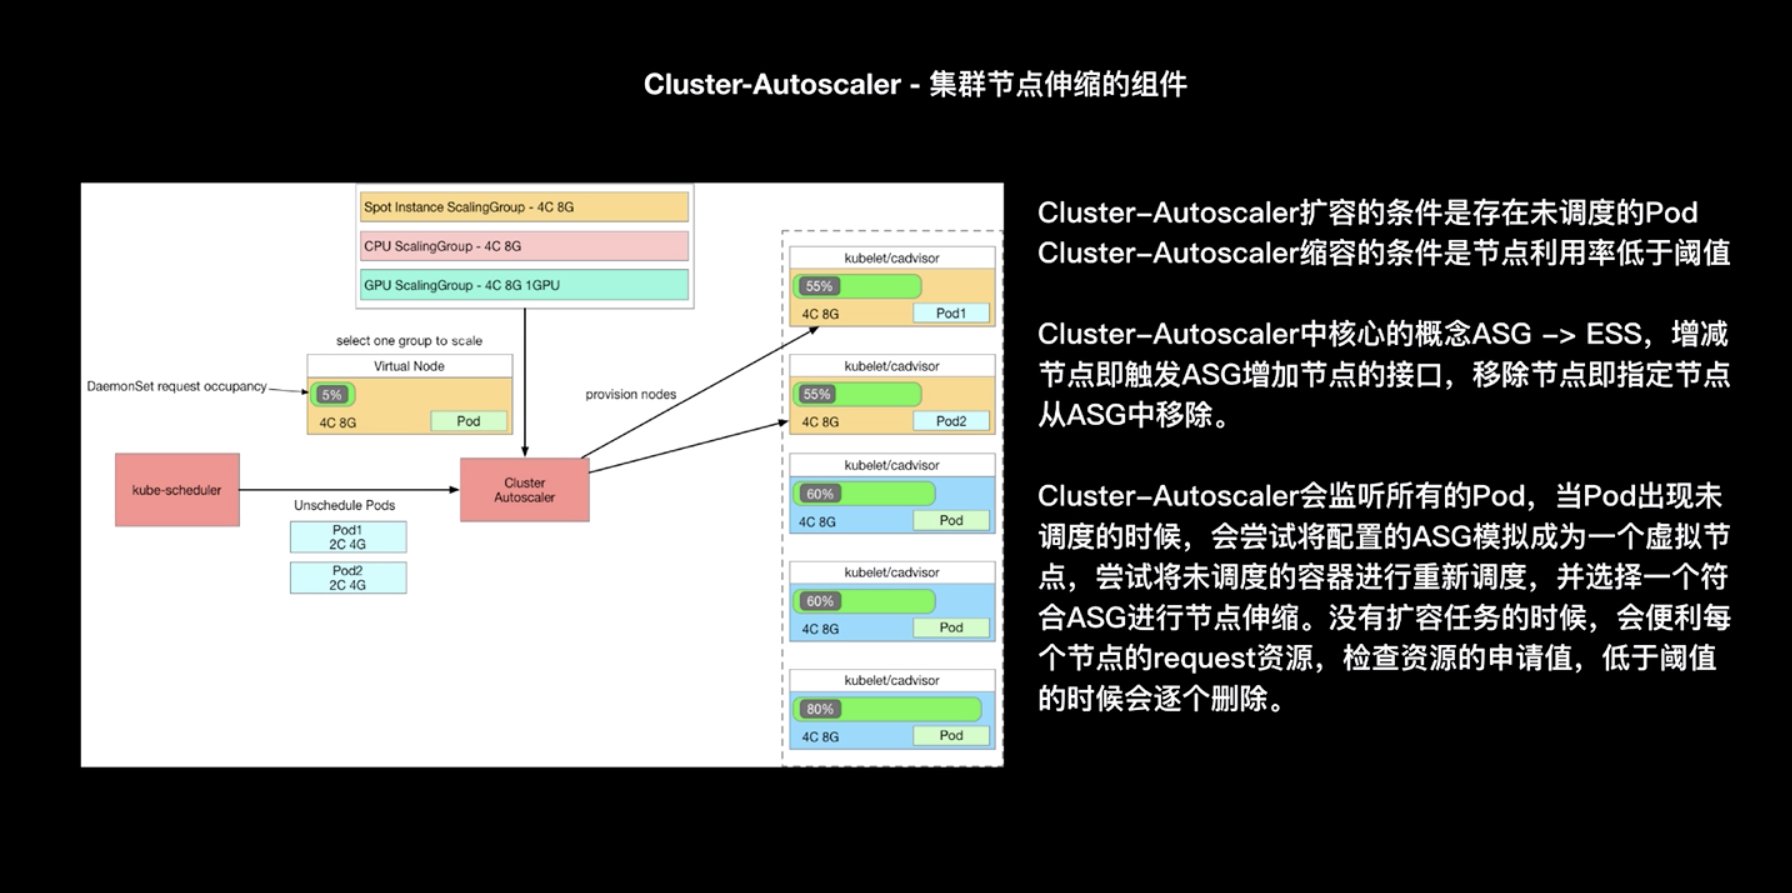 Cluster-Autoscaler - 集群节点伸缩的组件
Spot Instance ScalingGroup - 4C 8G
CPU ScalingGroup - 4C 8G
GPU ScalingGroup - 4C 8G 1GPU
select one group to scale
Virtual Node
DaemonSet request occupancy
5%
4C 8G
Pod
kube-scheduler
Unschedule Pods
Pod1
2C 4G
Pod2
2C 4G
Cluster
Autoscaler
provision nodes
kubelet/cadvisor
55%
4C 8G
Pod1
kubelet/cadvisor
55%
4C 8G
Pod2
kubelet/cadvisor
60%
4C 8G
Pod
kubelet/cadvisor
60%
4C 8G
Pod
kubelet/cadvisor
80%
4C 8G
Pod
Cluster-Autoscaler扩容的条件是存在未调度的Pod
Cluster-Autoscaler缩容的条件是节点利用率低于阈值
Cluster-Autoscaler中核心的概念ASG -> ESS，增减
节点即触发ASG增加节点的接口，移除节点即指定节点
从ASG中移除。
Cluster-Autoscaler会监听所有的Pod，当Pod出现未
调度的时候，会尝试将配置的ASG模拟成为一个虚拟节
点，尝试将未调度的容器进行重新调度，并选择一个符
合ASG进行节点伸缩。没有扩容任务的时候，会便利每
个节点的request资源，检查资源的申请值，低于阈值
的时候会逐个删除。